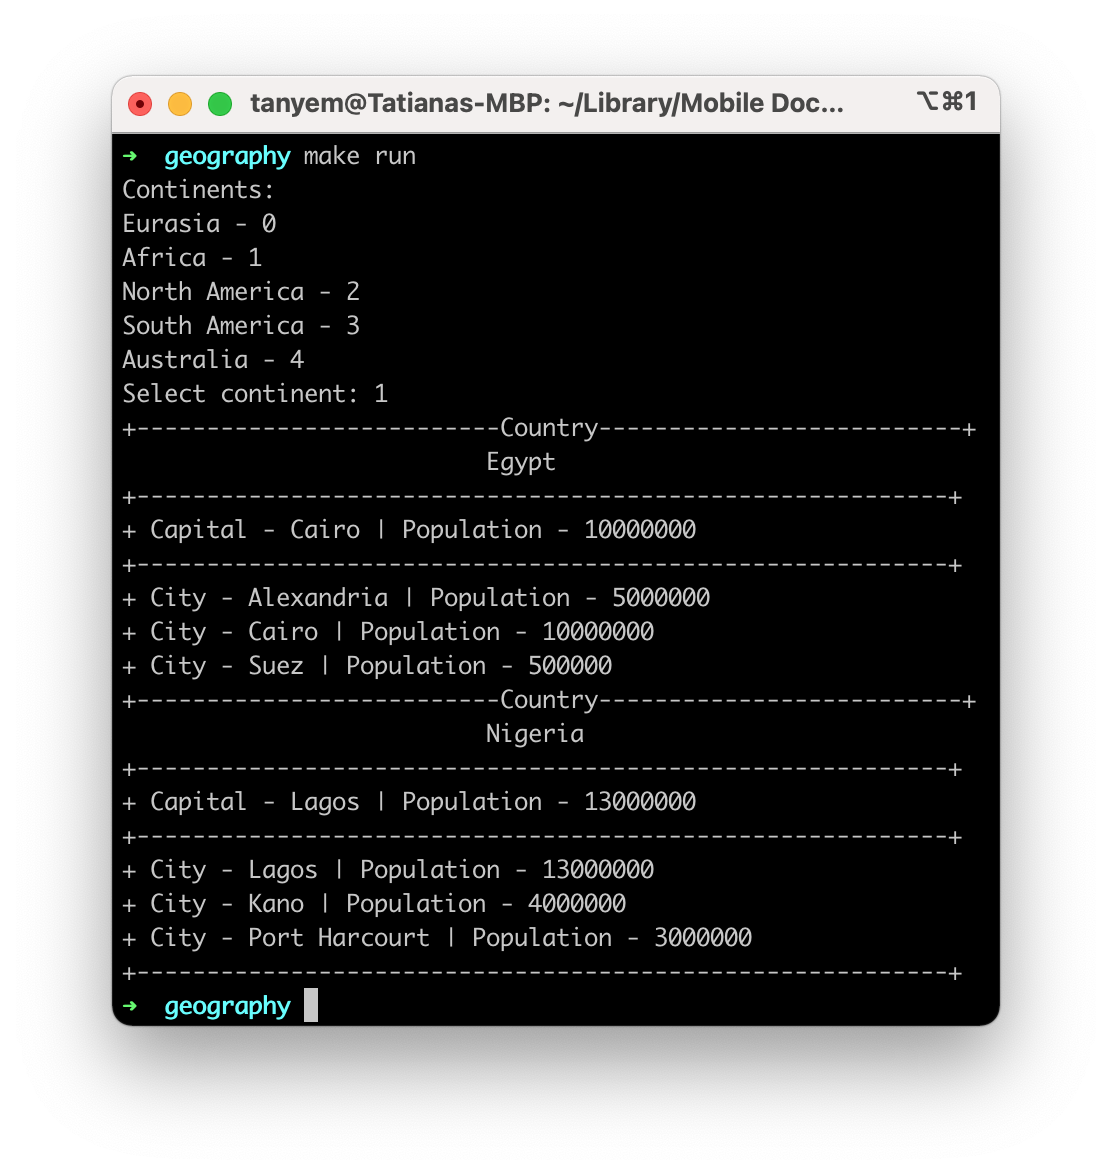 tanyem@Tatianas-MBP: ~/Library/Mobile Doc... ⌥⌘1
➜  geography make run
Continents:
Eurasia - 0
Africa - 1
North America - 2
South America - 3
Australia - 4
Select continent: 1
+--------------------------Country--------------------------+
                          Egypt
+----------------------------------------------------------+
+ Capital - Cairo | Population - 10000000
+----------------------------------------------------------+
+ City - Alexandria | Population - 5000000
+ City - Cairo | Population - 10000000
+ City - Suez | Population - 500000
+--------------------------Country--------------------------+
                          Nigeria
+----------------------------------------------------------+
+ Capital - Lagos | Population - 13000000
+----------------------------------------------------------+
+ City - Lagos | Population - 13000000
+ City - Kano | Population - 4000000
+ City - Port Harcourt | Population - 3000000
+----------------------------------------------------------+
➜  geography